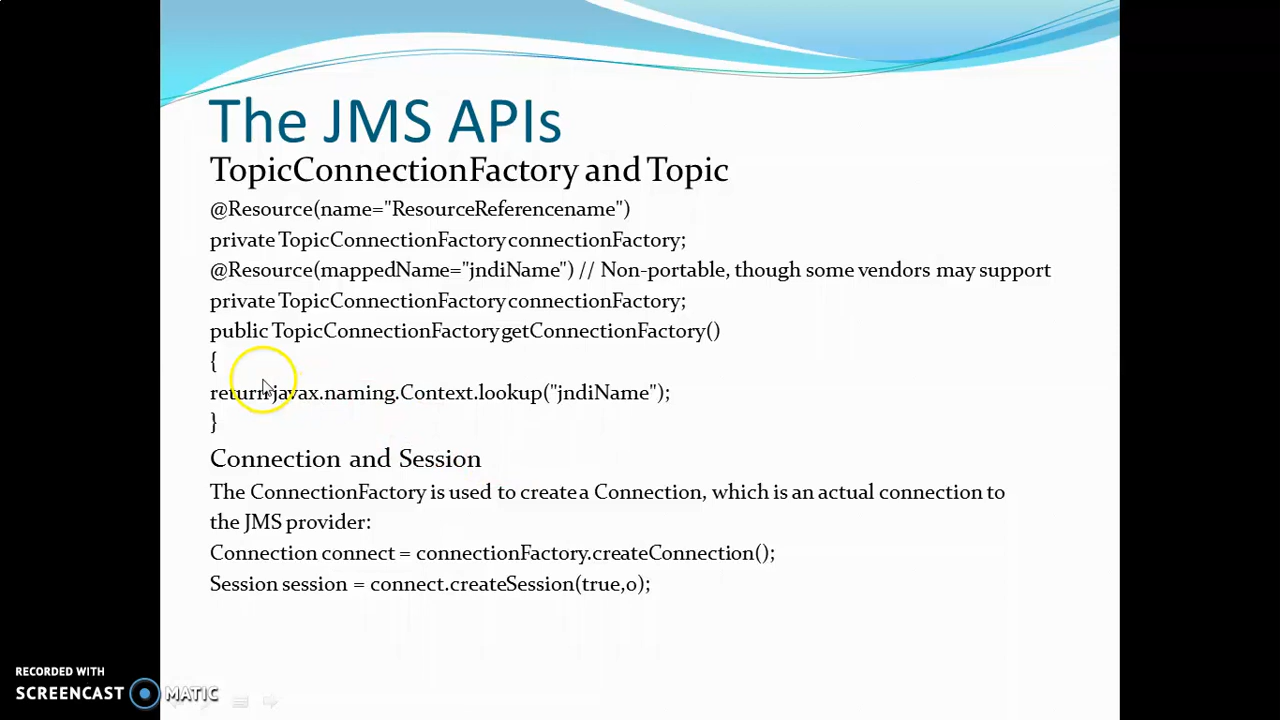 The JMS APIs
TopicConnectionFactory and Topic
@Resource(name="ResourceReferencename")
private TopicConnectionFactory connectionFactory;
@Resource(mappedName="jndiName") // Non-portable, though some vendors may support
private TopicConnectionFactory connectionFactory;
public TopicConnectionFactory getConnectionFactory()
{
return javax.naming.Context.lookup("jndiName");
}
Connection and Session
The ConnectionFactory is used to create a Connection, which is an actual connection to
the JMS provider:
Connection connect = connectionFactory.createConnection();
Session session = connect.createSession(true,0);
RECORDED WITH
SCREENCAST MATIC